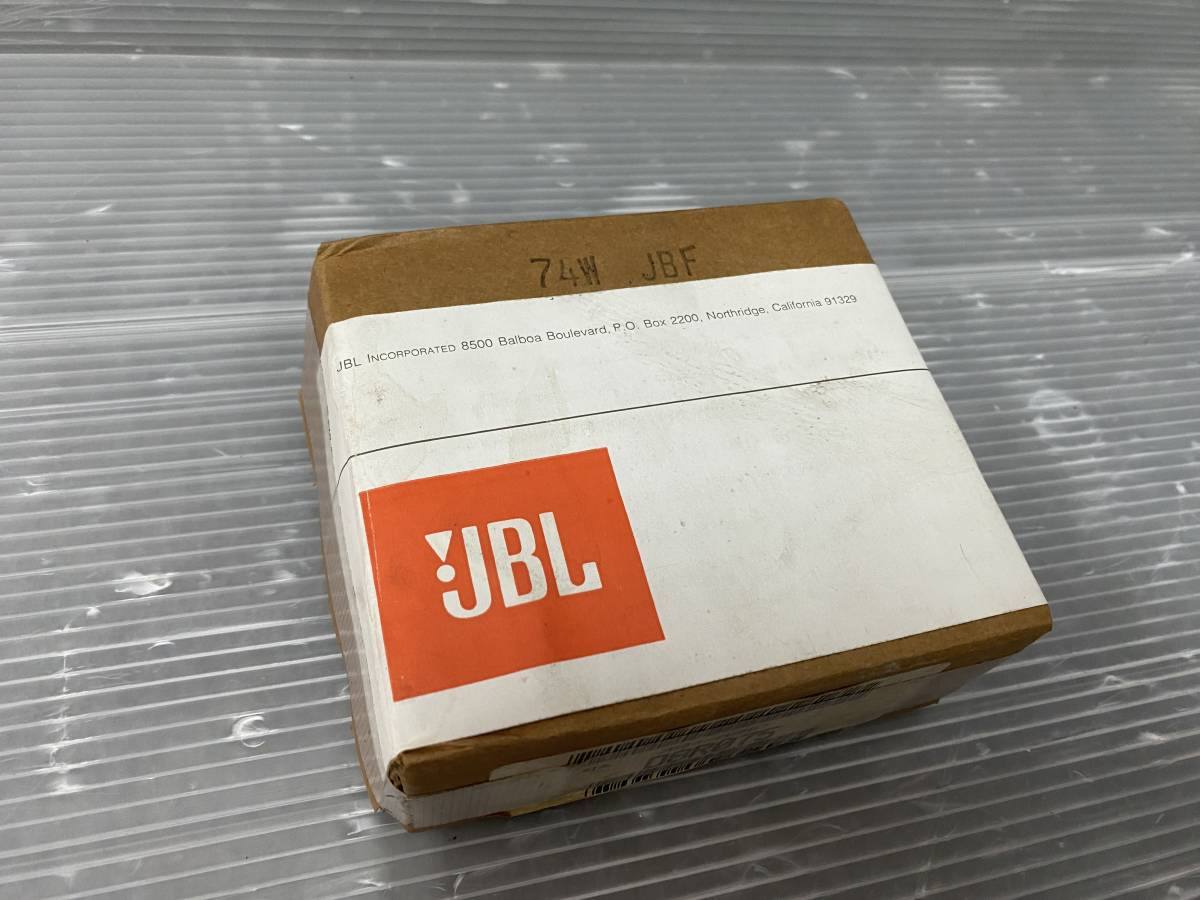 74W JBF
JBL INCORPORATED 8500 Balboa Boulevard, P.O. Box 2200, Northridge, California 91329
JBL